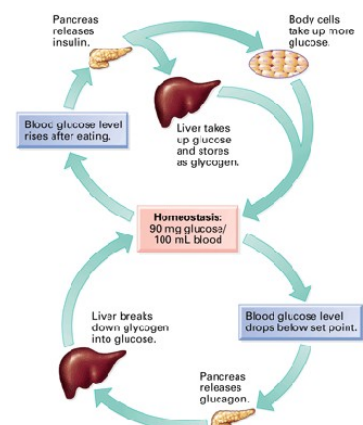 Pancreas
releases
insulin.
Body cells
take up more
glucose.
Blood glucose level
rises after eating.
Liver takes
up glucose
and stores
as glycogen.
Homeostasis:
90 mg glucose/
100 mL blood
Liver breaks
down glycogen
into glucose.
Blood glucose level
drops below set point.
Pancreas
releases
glucagon.